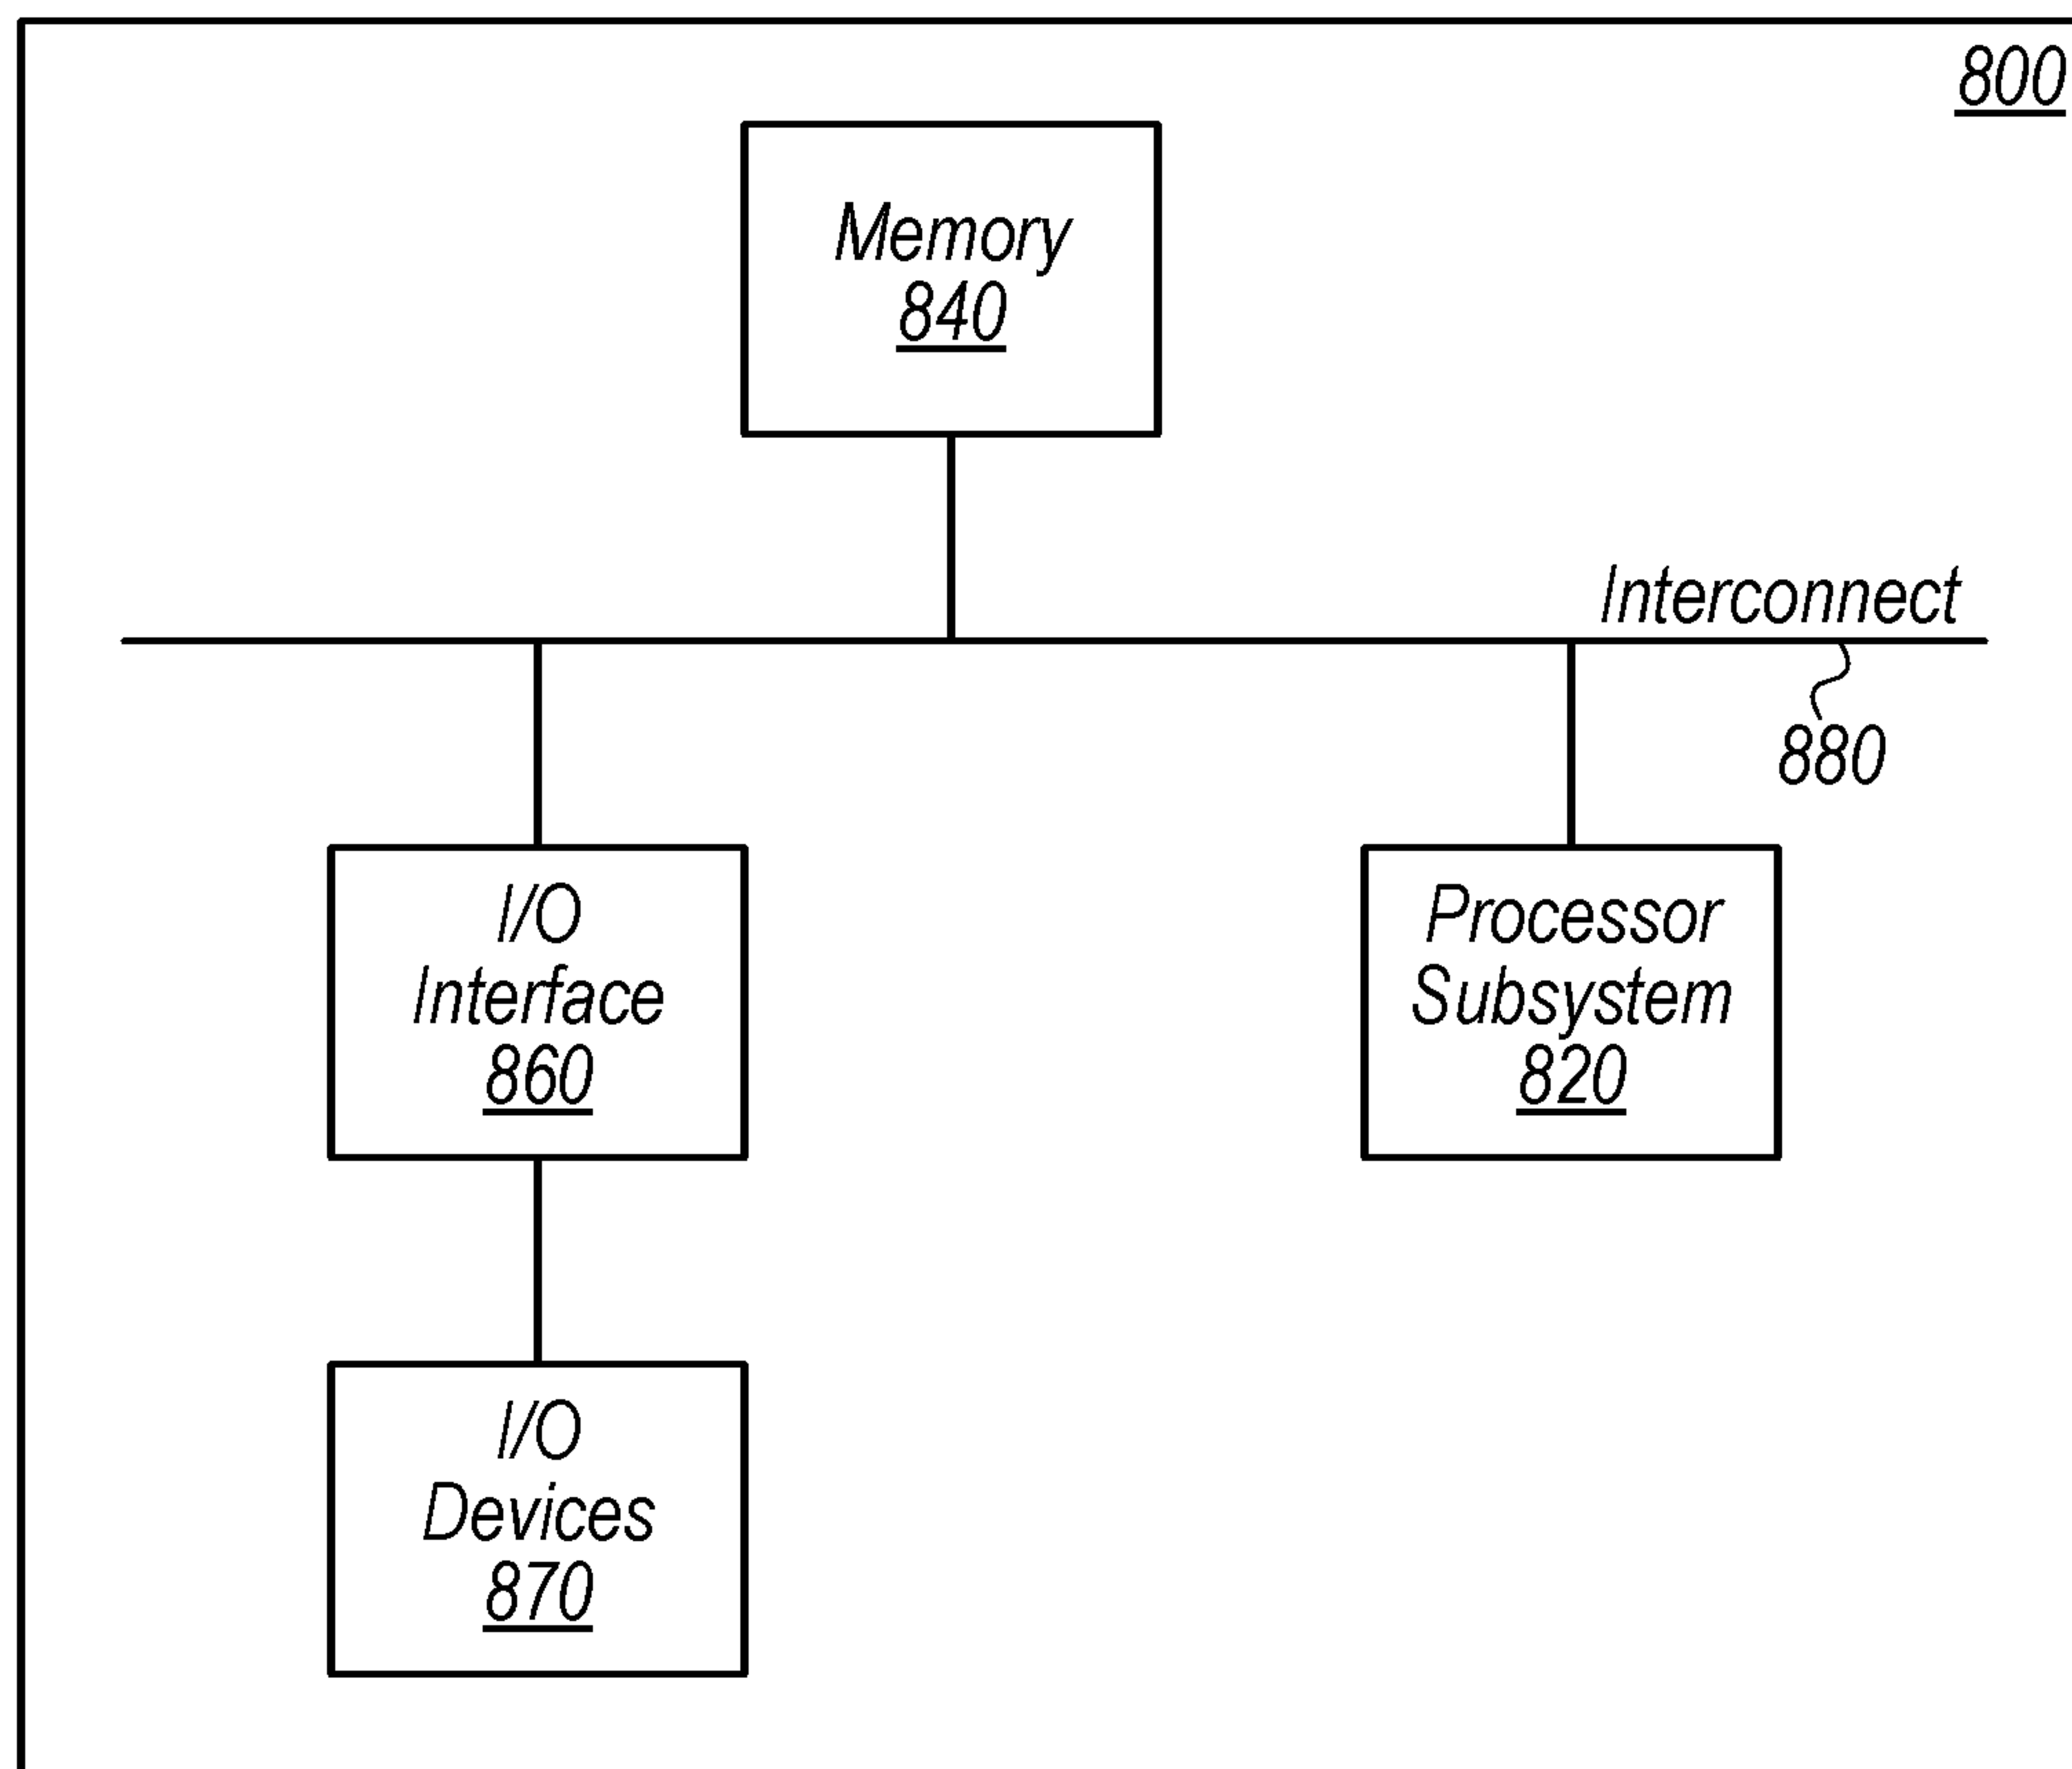 800
Memory
840
Interconnect
880
I/O
Interface
860
Processor
Subsystem
820
I/O
Devices
870